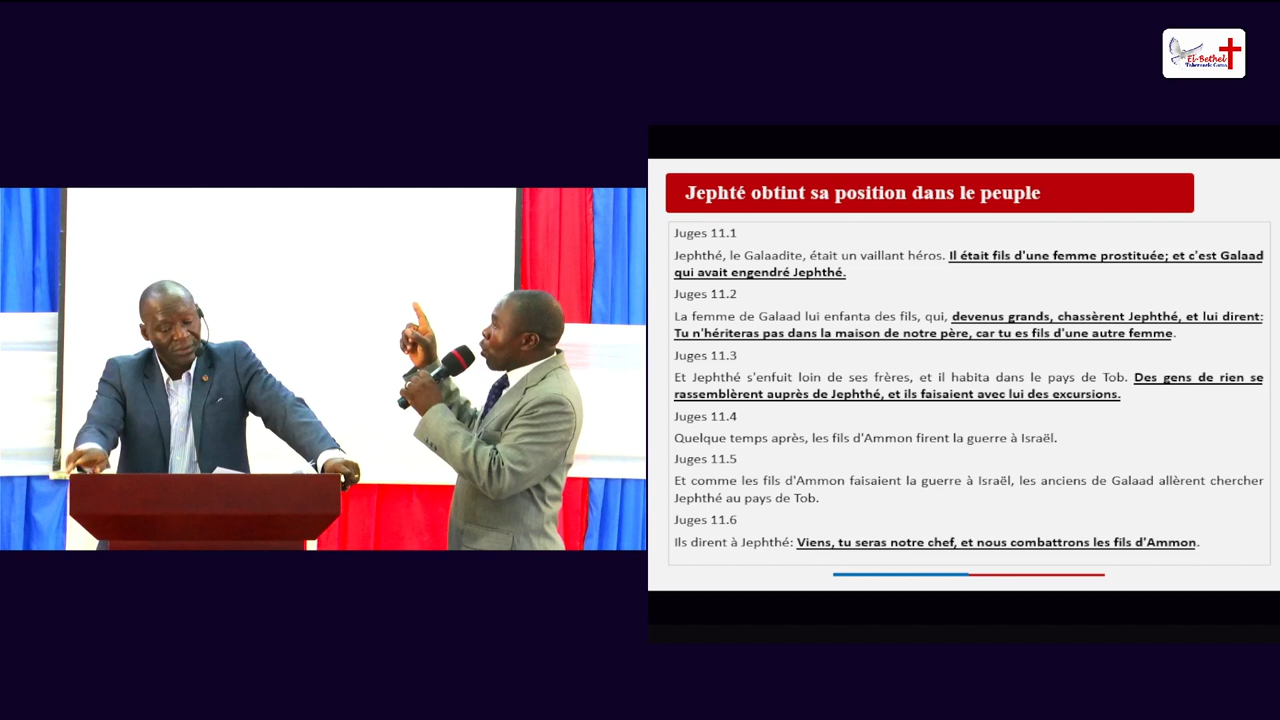 El-Bethel
Jephté obtint sa position dans le peuple
Juges 11.1
Jephthé, le Galaadite, était un vaillant héros. Il était fils d'une femme prostituée; et c'est Galaad
qui avait engendré Jephthé.
Juges 11.2
La femme de Galaad lui enfanta des fils, qui, devenus grands, chassèrent Jephthé, et lui dirent:
Tu n'hériteras pas dans la maison de notre père, car tu es fils d'une autre femme.
Juges 11.3
Et Jephthé s'enfuit loin de ses frères, et il habita dans le pays de Tob. Des gens de rien se
rassemblèrent auprès de Jephthé, et ils faisaient avec lui des excursions.
Juges 11.4
Quelque temps après, les fils d'Ammon firent la guerre à Israël.
Juges 11.5
Et comme les fils d'Ammon faisaient la guerre à Israël, les anciens de Galaad allèrent chercher
Jephthé au pays de Tob.
Juges 11.6
Ils dirent à Jephthé: Viens, tu seras notre chef, et nous combattrons les fils d'Ammon.